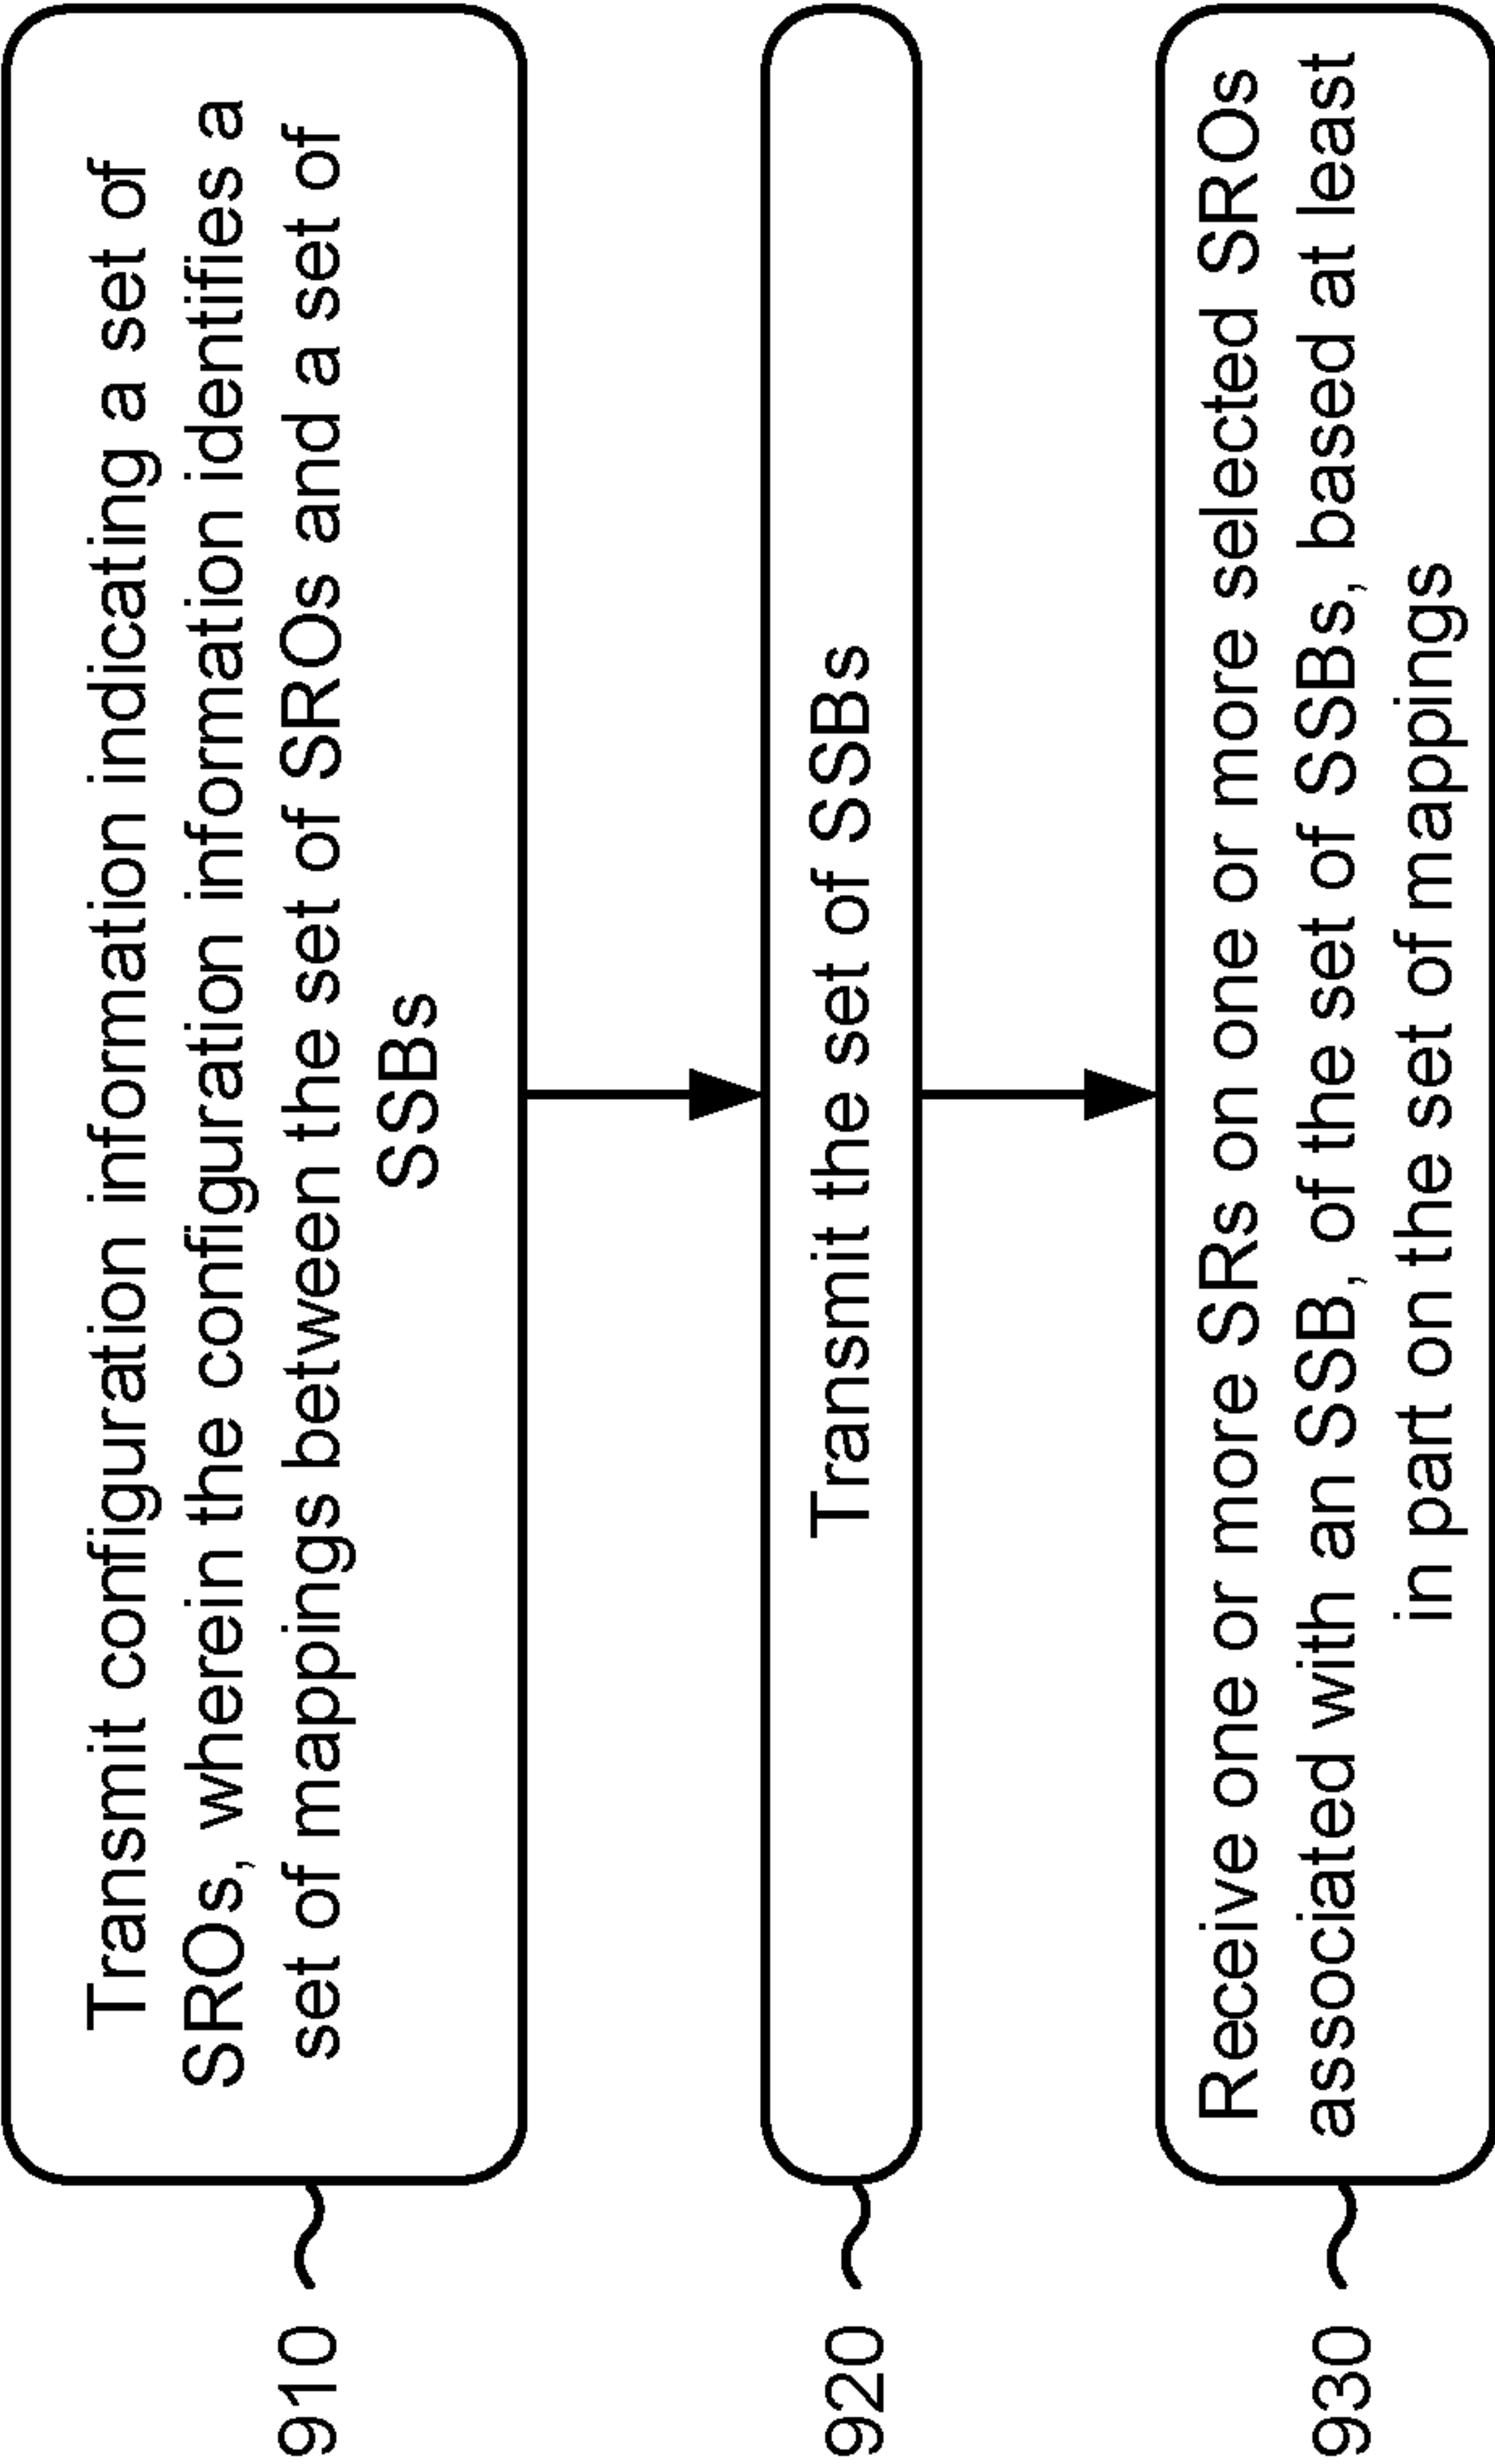 910
Transmit configuration information indicating a set of
SROs, wherein the configuration information identifies a
set of mappings between the set of SROs and a set of
SSBs
920
Transmit the set of SSBs
930
Receive one or more SRs on one or more selected SROs
associated with an SSB, of the set of SSBs, based at least
in part on the set of mappings